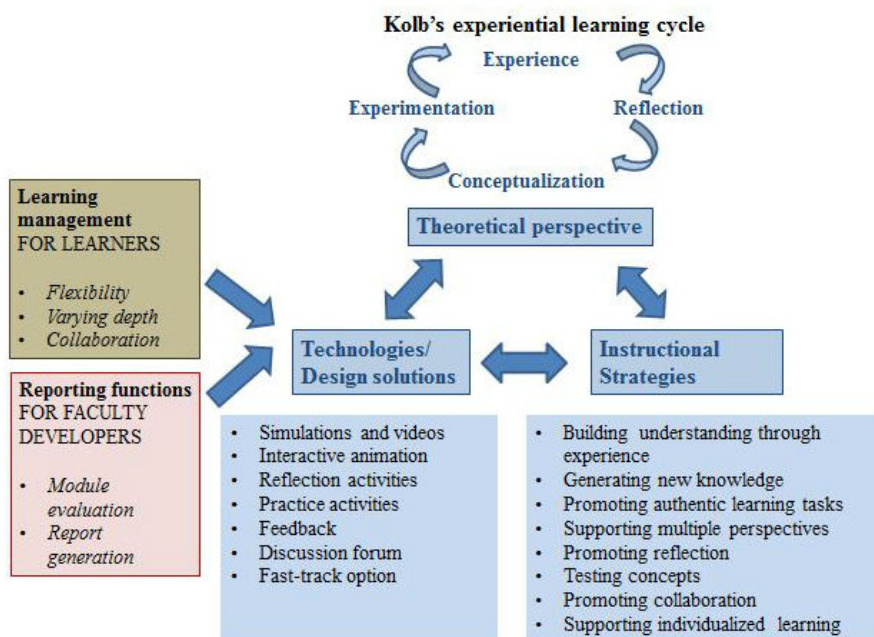 Kolb's experiential learning cycle
Experience
Experimentation
Reflection
Conceptualization
Theoretical perspective
Learning
management
FOR LEARNERS
• Flexibility
• Varying depth
• Collaboration
Reporting functions
FOR FACULTY
DEVELOPERS
• Module
evaluation
• Report
generation
Technologies/
Design solutions
Instructional
Strategies
• Simulations and videos
• Interactive animation
• Reflection activities
• Practice activities
• Feedback
• Discussion forum
• Fast-track option
• Building understanding through
experience
• Generating new knowledge
• Promoting authentic learning tasks
• Supporting multiple perspectives
• Promoting reflection
• Testing concepts
• Promoting collaboration
• Supporting individualized learning